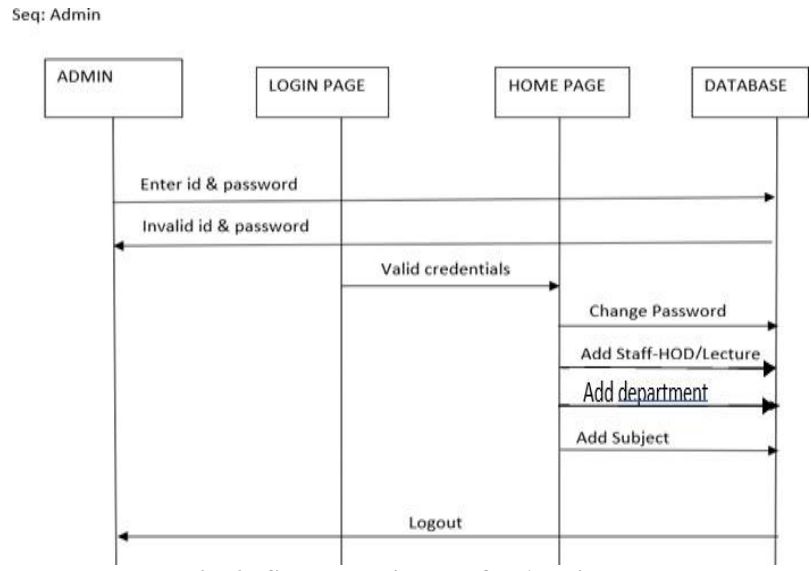 Seq: Admin
ADMIN
LOGIN PAGE
HOME PAGE
DATABASE
Enter id & password
Invalid id & password
Valid credentials
Change Password
Add Staff-HOD/Lecture
Add department
Add Subject
Logout